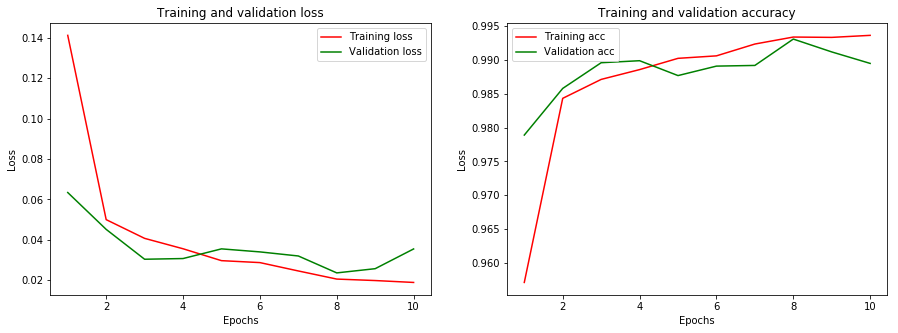 Training and validation loss
Training loss
Validation loss
0.14
0.12
0.10
0.08
0.06
0.04
0.02
Loss
2
4
6
8
10
Epochs
Training and validation accuracy
Training acc
Validation acc
0.995
0.990
0.985
0.980
0.975
0.970
0.965
0.960
Loss
2
4
6
8
10
Epochs